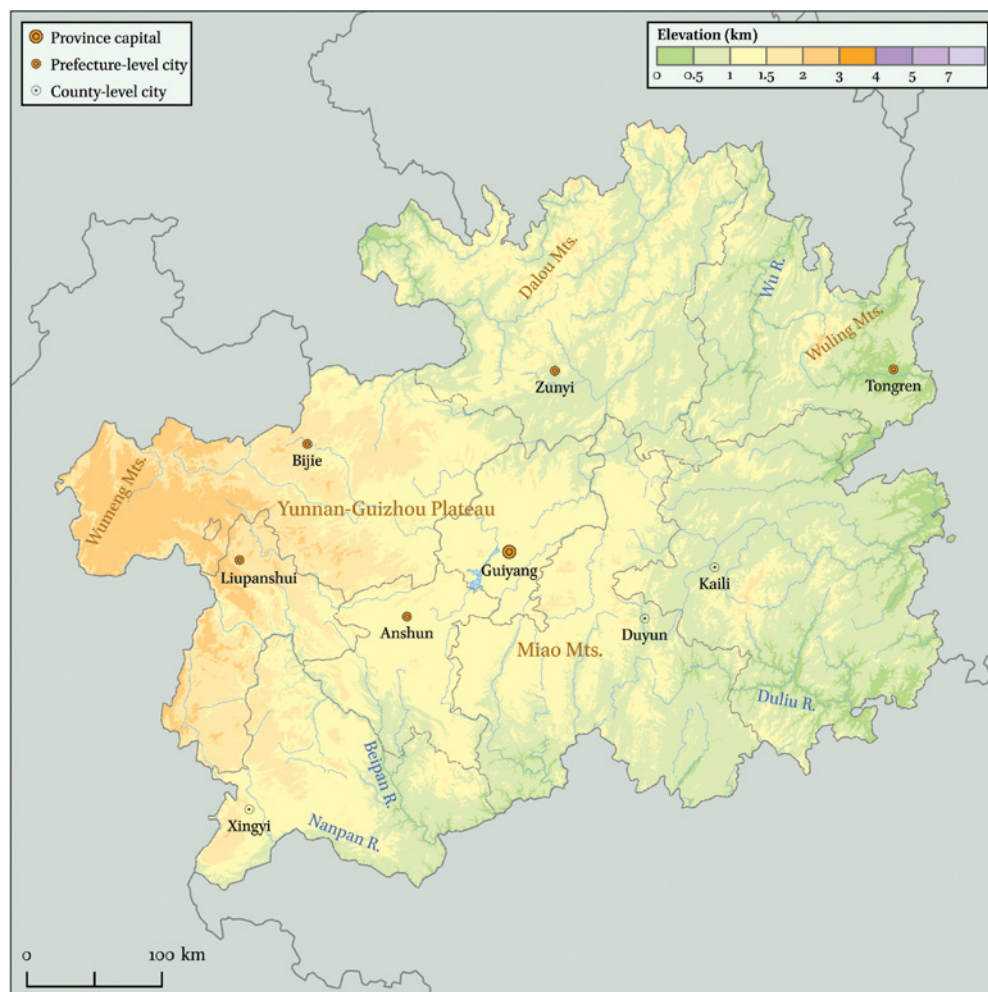 Province capital
Prefecture-level city
County-level city
Elevation (km)
0 0.5 1 1.5 2 3 4 5 7
Dalou Mts.
Wu R.
Wuling Mts.
Zunyi
Tongren
Bijie
Wumeng Mts.
Yunnan-Guizhou Plateau
Guiyang
Liupanshui
Kaili
Anshun
Duyun
Miao Mts.
Duliu R.
Beipan R.
Xingyi
Nanpan R.
0 100 km